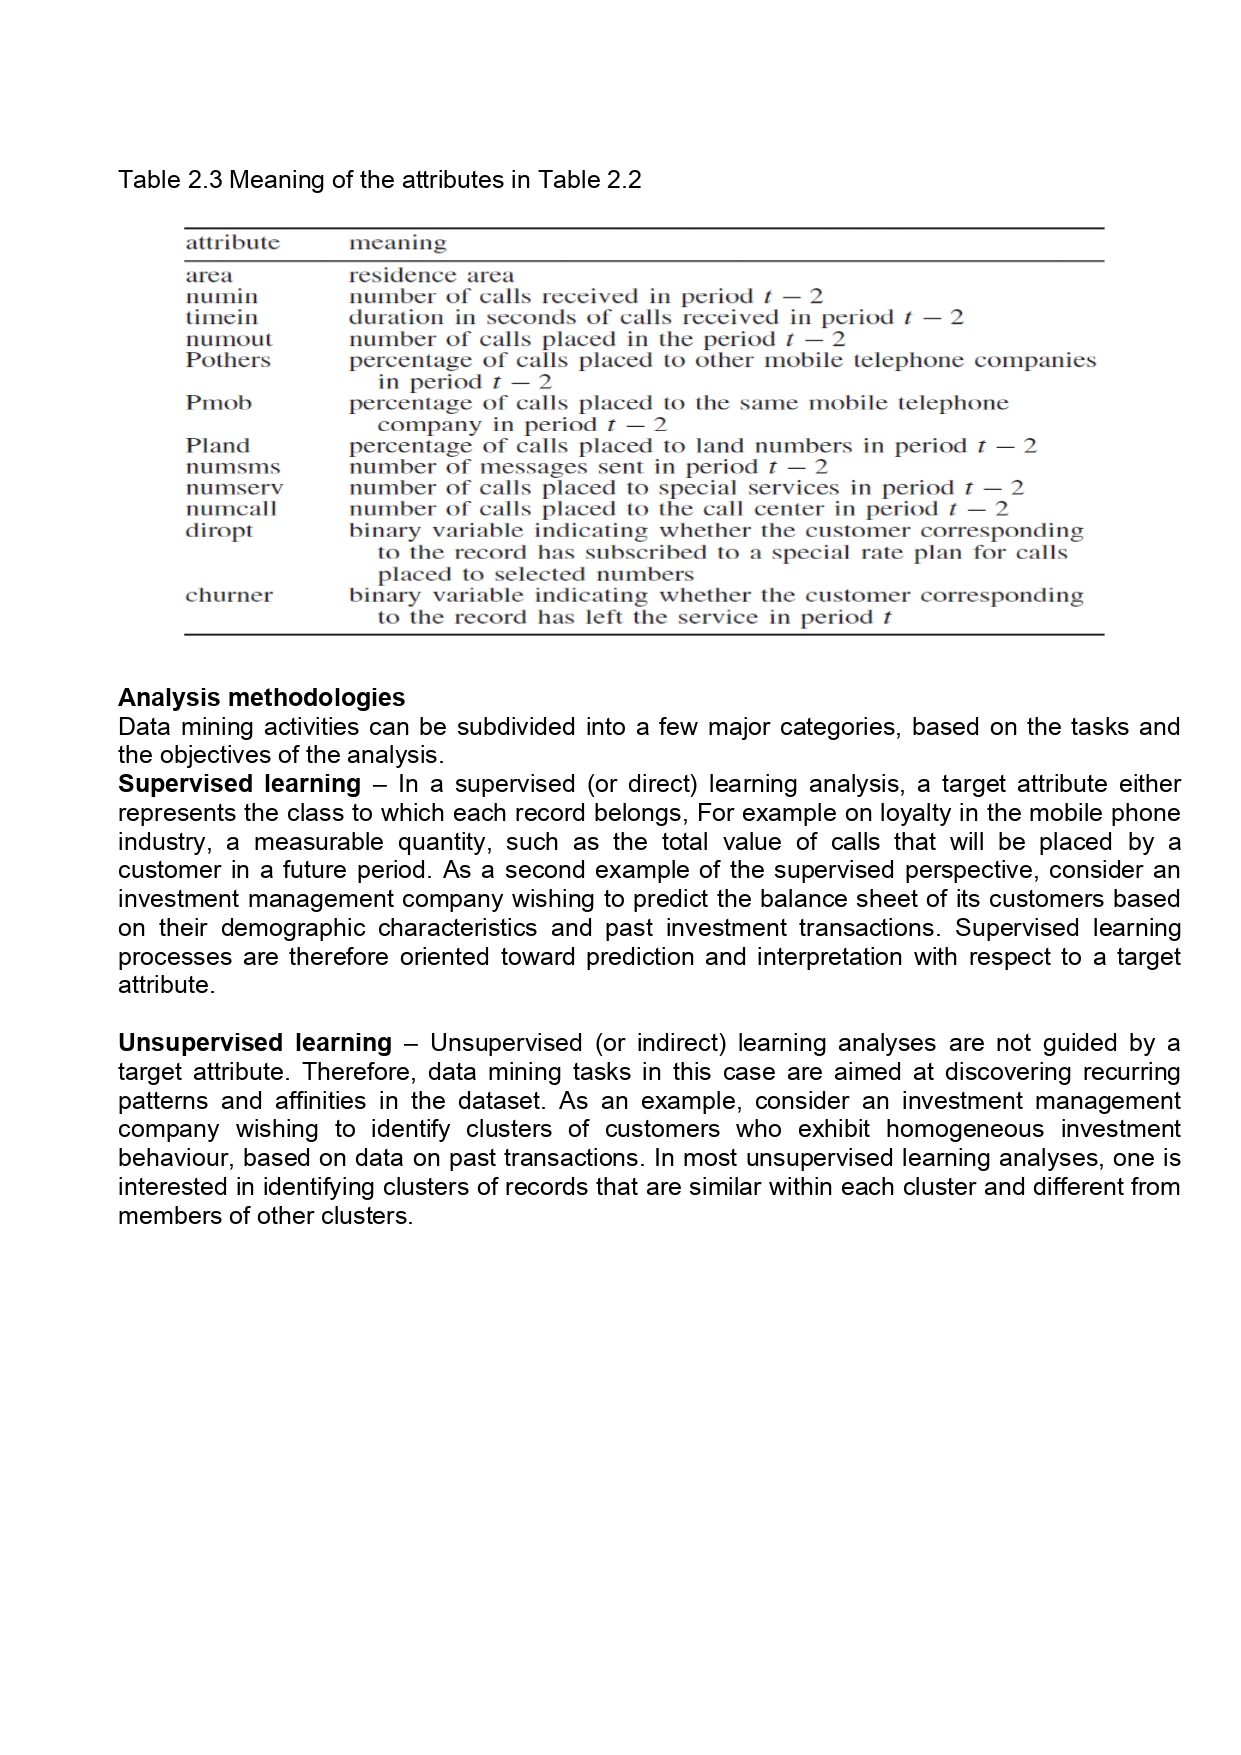 Table 2.3 Meaning of the attributes in Table 2.2
attribute meaning
area residence area
numin number of calls received in period t − 2
timein duration in seconds of calls received in period t − 2
numout number of calls placed in the period t − 2
Pothers percentage of calls placed to other mobile telephone companies
in period t − 2
Pmob percentage of calls placed to the same mobile telephone
company in period t − 2
Pland percentage of calls placed to land numbers in period t − 2
numsms number of messages sent in period t − 2
numserv number of calls placed to special services in period t − 2
numcall number of calls placed to the call center in period t − 2
diropt binary variable indicating whether the customer corresponding
to the record has subscribed to a special rate plan for calls
placed to selected numbers
churner binary variable indicating whether the customer corresponding
to the record has left the service in period t
Analysis methodologies
Data mining activities can be subdivided into a few major categories, based on the tasks and
the objectives of the analysis.
Supervised learning – In a supervised (or direct) learning analysis, a target attribute either
represents the class to which each record belongs, For example on loyalty in the mobile phone
industry, a measurable quantity, such as the total value of calls that will be placed by a
customer in a future period. As a second example of the supervised perspective, consider an
investment management company wishing to predict the balance sheet of its customers based
on their demographic characteristics and past investment transactions. Supervised learning
processes are therefore oriented toward prediction and interpretation with respect to a target
attribute.
Unsupervised learning – Unsupervised (or indirect) learning analyses are not guided by a
target attribute. Therefore, data mining tasks in this case are aimed at discovering recurring
patterns and affinities in the dataset. As an example, consider an investment management
company wishing to identify clusters of customers who exhibit homogeneous investment
behaviour, based on data on past transactions. In most unsupervised learning analyses, one is
interested in identifying clusters of records that are similar within each cluster and different from
members of other clusters.